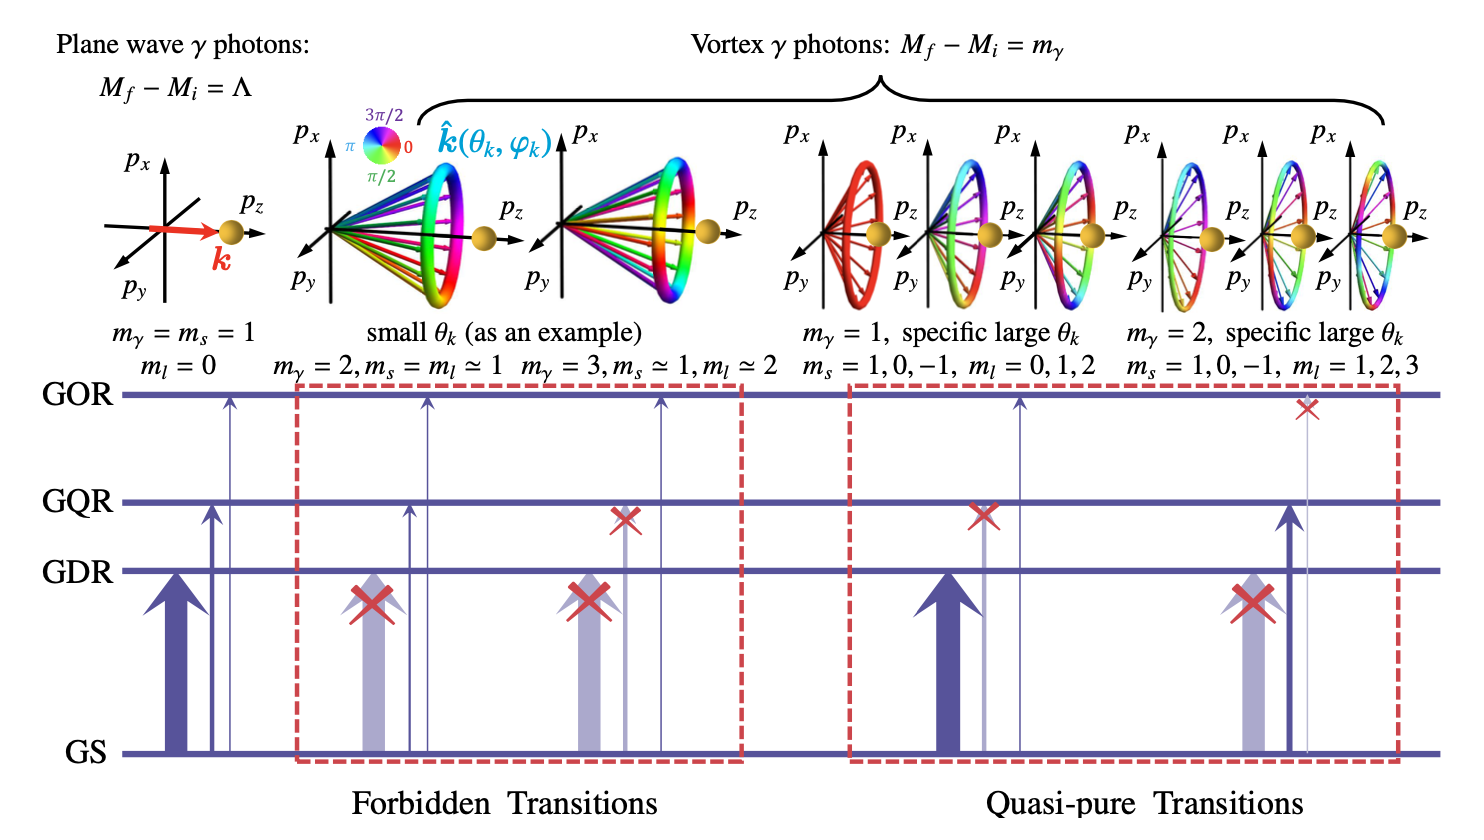 Plane wave γ photons:
M_f − M_i = Λ
Vortex γ photons: M_f − M_i = m_γ
3π/2
π
0
π/2
k̂(θ_k, φ_k)
p_x
p_z
p_y
k
p_x
p_z
p_y
p_x
p_z
p_y
p_x
p_z
p_y
p_x
p_z
p_y
p_x
p_z
p_y
p_x
p_z
p_y
p_x
p_z
p_y
p_x
p_z
p_y
m_γ = m_s = 1
m_l = 0
small θ_k (as an example)
m_γ = 2, m_s = m_l ≃ 1
m_γ = 3, m_s ≃ 1, m_l ≃ 2
m_γ = 1, specific large θ_k
m_s = 1, 0, −1, m_l = 0, 1, 2
m_γ = 2, specific large θ_k
m_s = 1, 0, −1, m_l = 1, 2, 3
GOR
GQR
GDR
GS
Forbidden Transitions
Quasi-pure Transitions